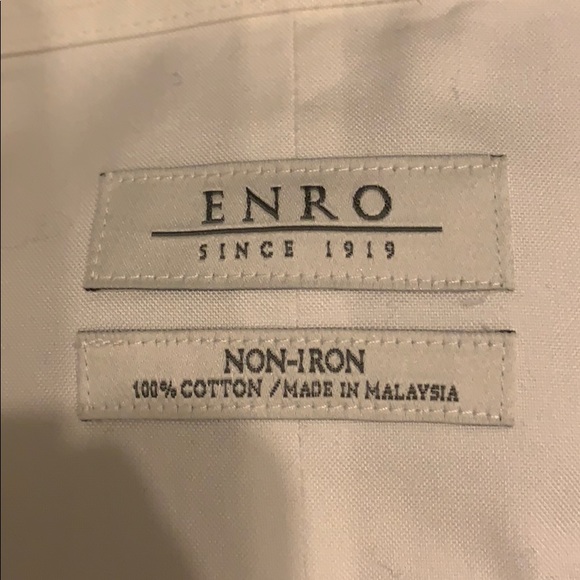 ENRO
SINCE 1919
NON-IRON
100% COTTON / MADE IN MALAYSIA